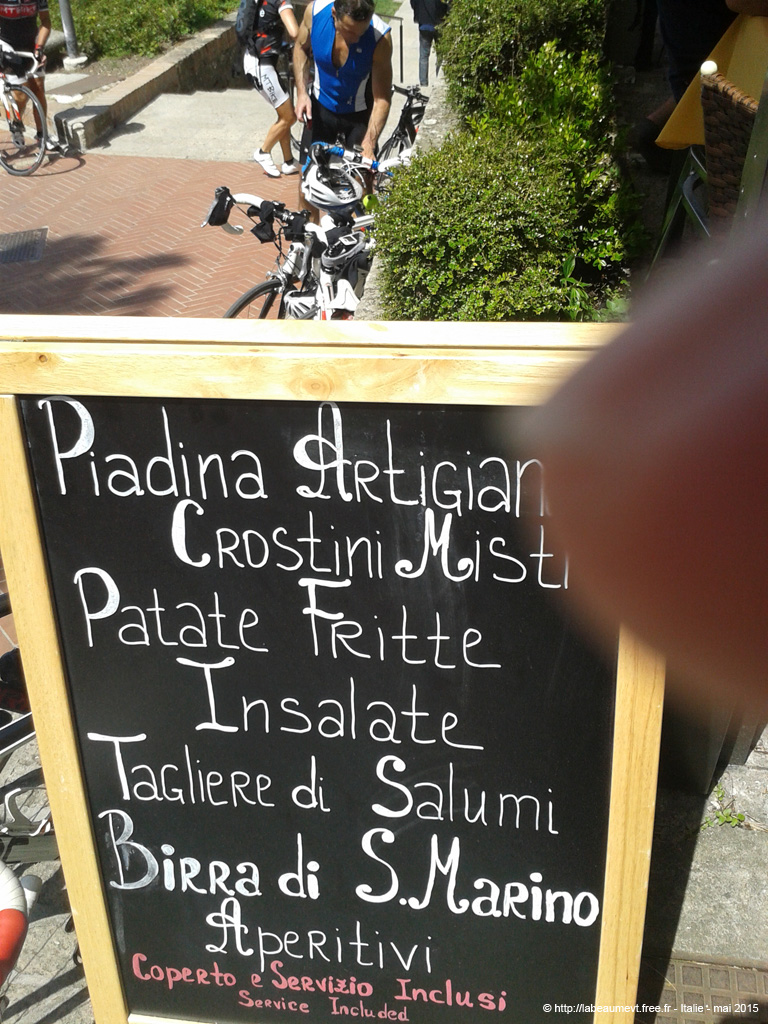 Piadina Artigian
Crostini Misti
Patate Fritte
Insalate
Tagliere di Salumi
Birra di S. Marino
Aperitivi
Coperto e Servizio Inclusi
Service Included
© http://labeaumevt.free.fr - Italie - mai 2015